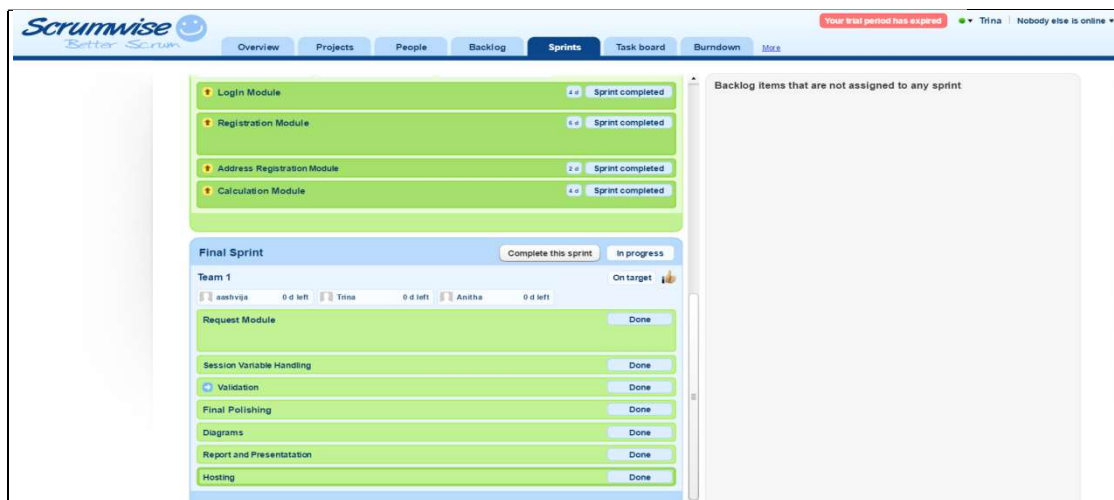 Scrumwise
Better Scrum
Your trial period has expired Trina Nobody else is online
Overview Projects People Backlog Sprints Task board Burndown More
LogIn Module 4 d Sprint completed
Registration Module 6 d Sprint completed
Address Registration Module 2 d Sprint completed
Calculation Module 4 d Sprint completed
Backlog items that are not assigned to any sprint
Final Sprint Complete this sprint In progress
Team 1 On target
aashvija 0 d left Trina 0 d left Anitha 0 d left
Request Module Done
Session Variable Handling Done
Validation Done
Final Polishing Done
Diagrams Done
Report and Presentatation Done
Hosting Done